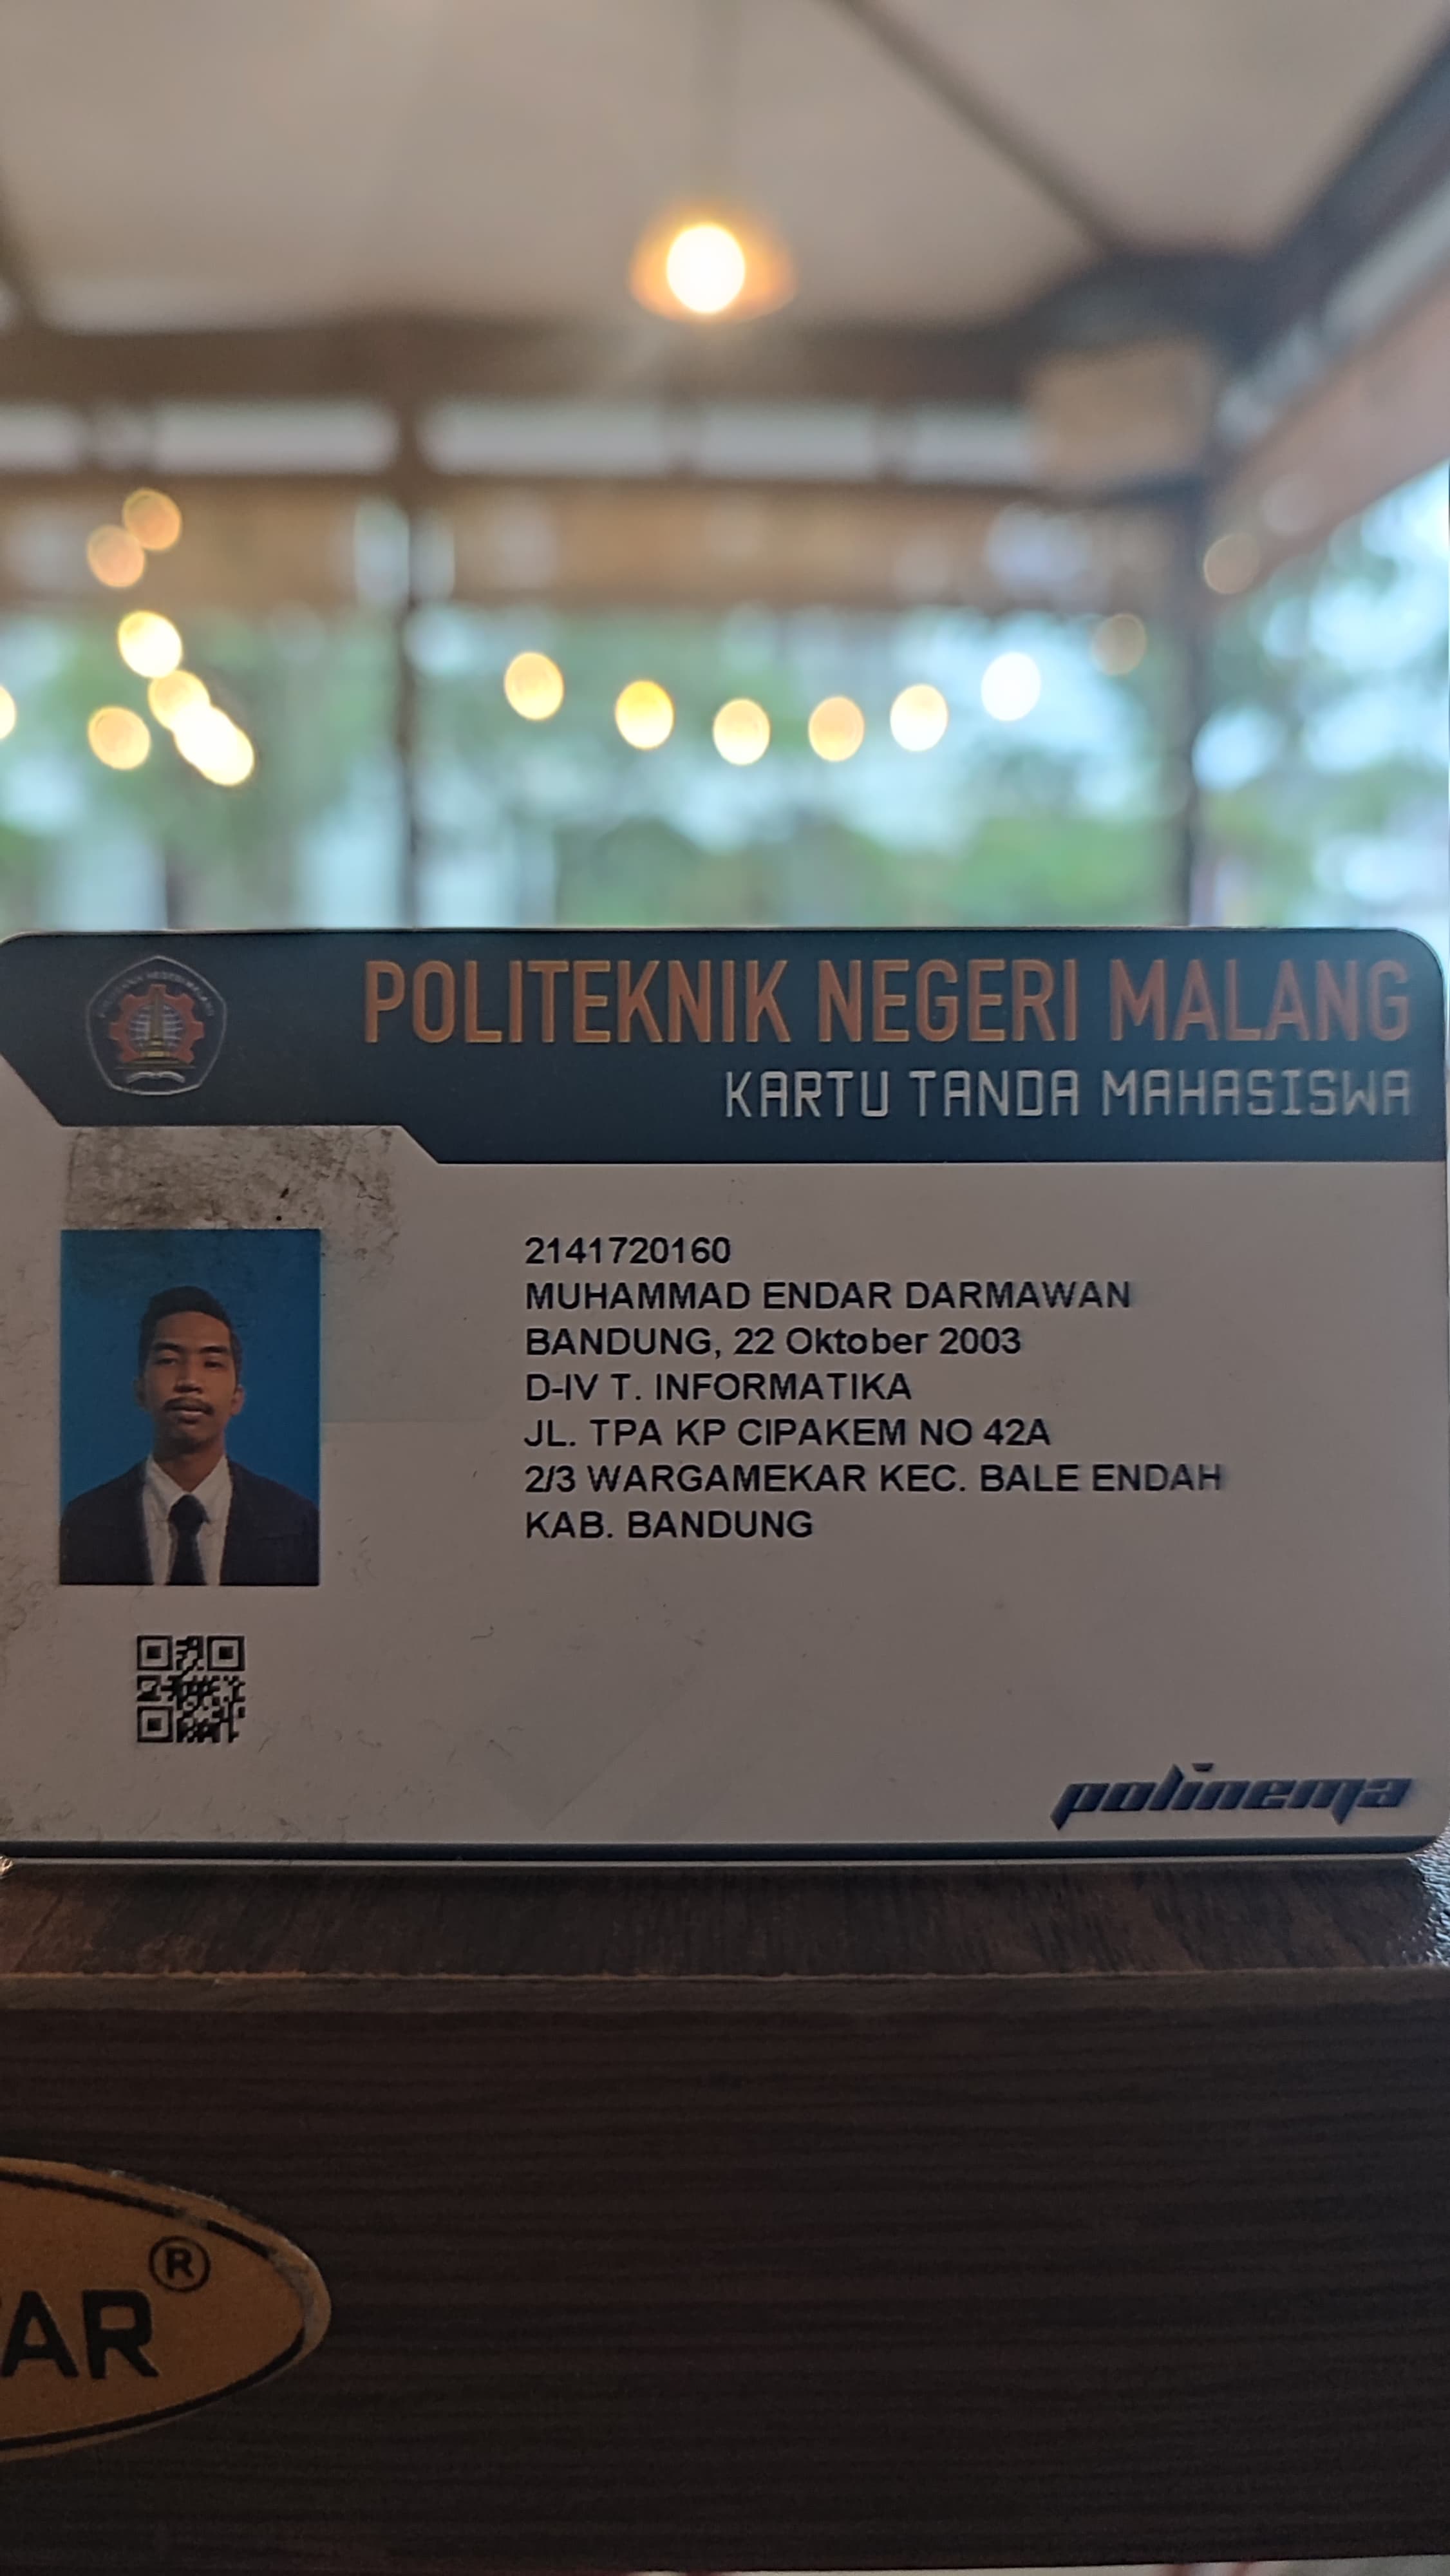 POLITEKNIK NEGERI MALANG
KARTU TANDA MAHASISWA
2141720160
MUHAMMAD ENDAR DARMAWAN
BANDUNG, 22 Oktober 2003
D-IV T. INFORMATIKA
JL. TPA KP CIPAKEM NO 42A
2/3 WARGAMEKAR KEC. BALE ENDAH
KAB. BANDUNG
polinema
AR®